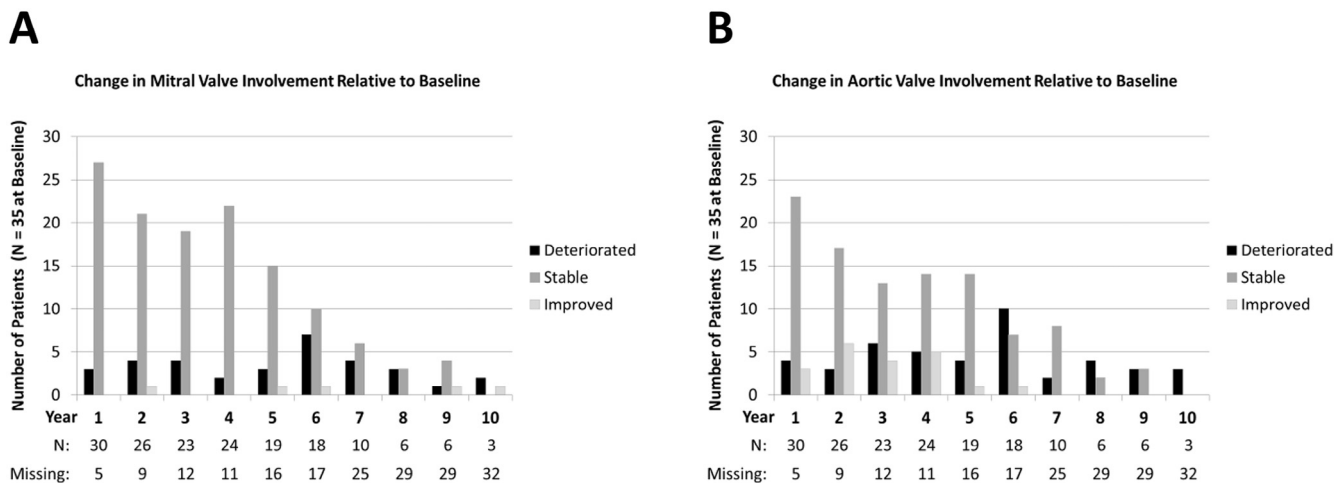 A
Change in Mitral Valve Involvement Relative to Baseline
Number of Patients (N = 35 at Baseline)
30
25
20
15
10
5
0
Deteriorated
Stable
Improved
Year 1 2 3 4 5 6 7 8 9 10
N: 30 26 23 24 19 18 10 6 6 3
Missing: 5 9 12 11 16 17 25 29 29 32
B
Change in Aortic Valve Involvement Relative to Baseline
Number of Patients (N = 35 at Baseline)
30
25
20
15
10
5
0
Deteriorated
Stable
Improved
Year 1 2 3 4 5 6 7 8 9 10
N: 30 26 23 24 19 18 10 6 6 3
Missing: 5 9 12 11 16 17 25 29 29 32